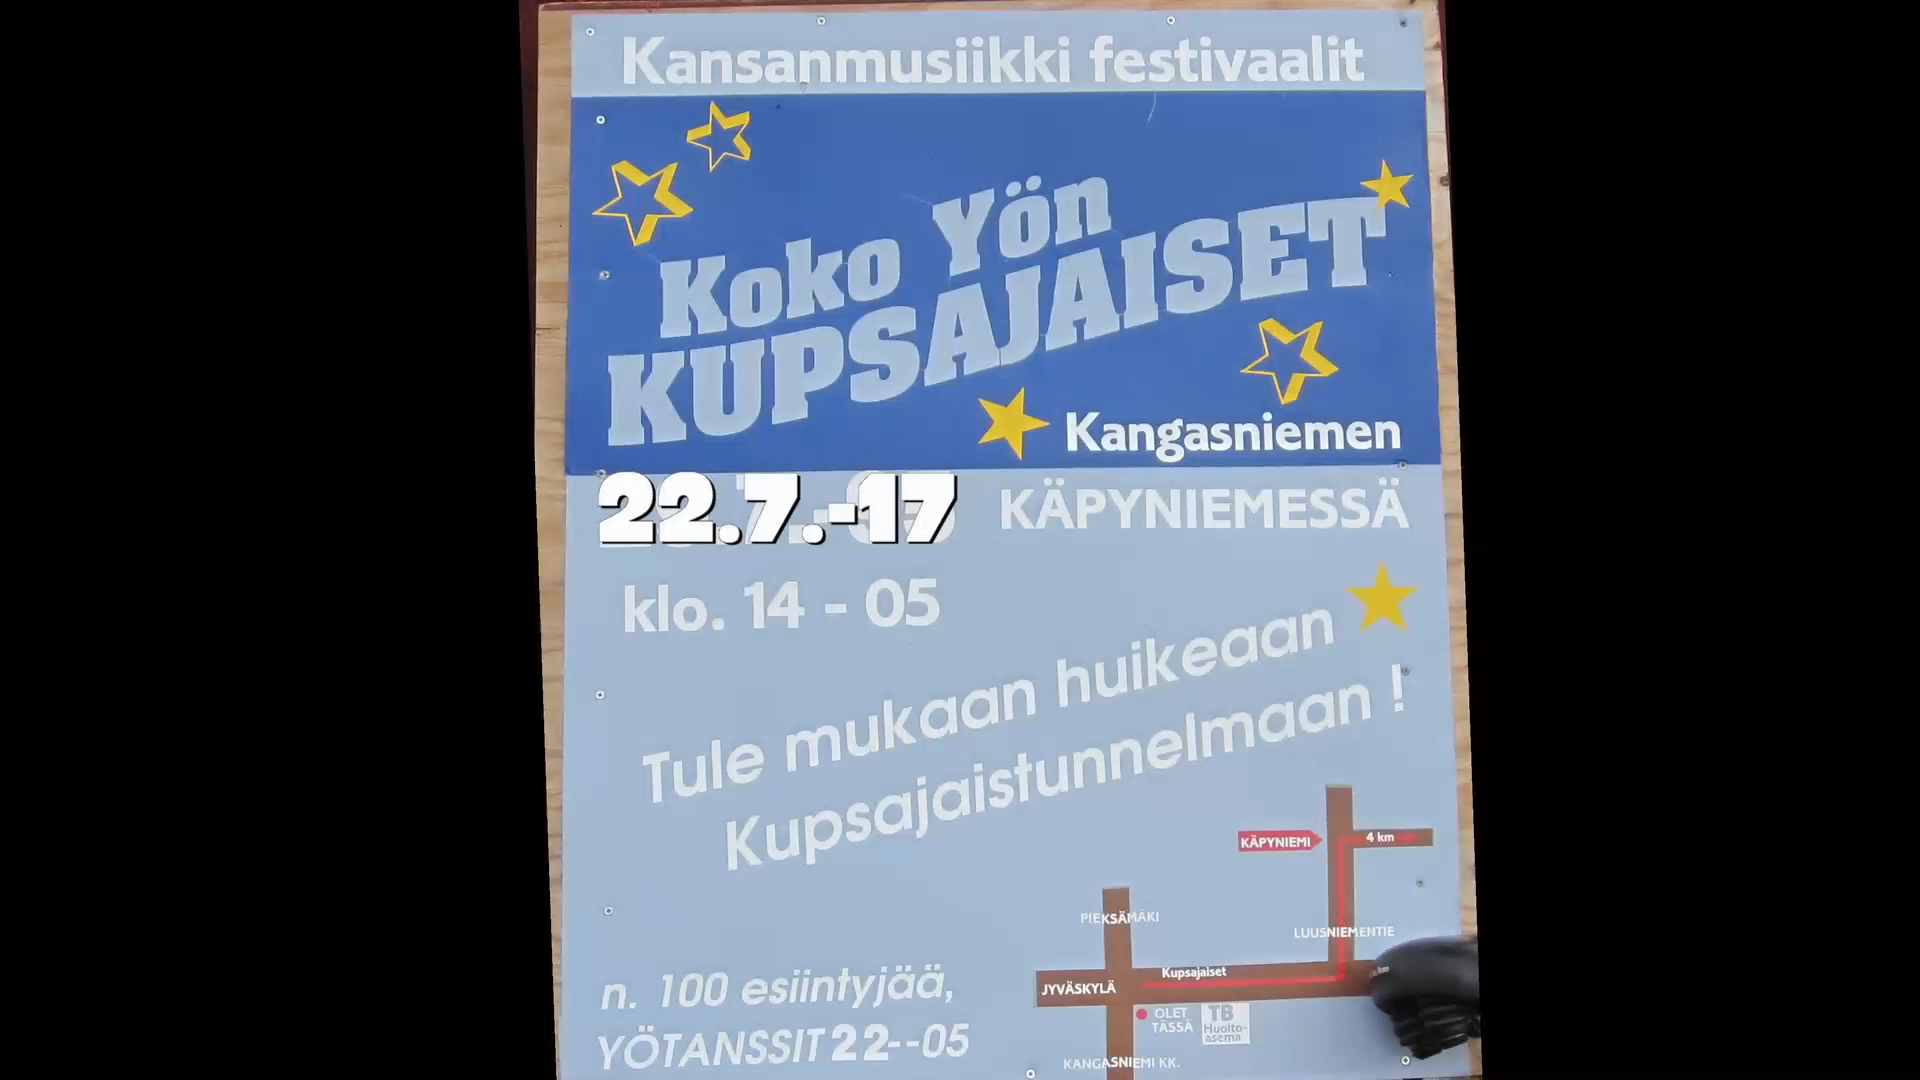 Kansanmusiikki festivaalit
Koko Yön
KUPSAJAISET
Kangasniemen
22.7.-17 KÄPYNIEMESSÄ
klo. 14 - 05
Tule mukaan huikeaan
Kupsajaistunnelmaan !
KÄPYNIEMI
4 km
PIEKSÄMÄKI
LUUSNIEMENTIE
Kupsajaiset
JYVÄSKYLÄ
OLET
TÄSSÄ
TB
Huolto-
asema
KANGASNIEMI KK.
n. 100 esiintyjää,
YÖTANSSIT 22--05